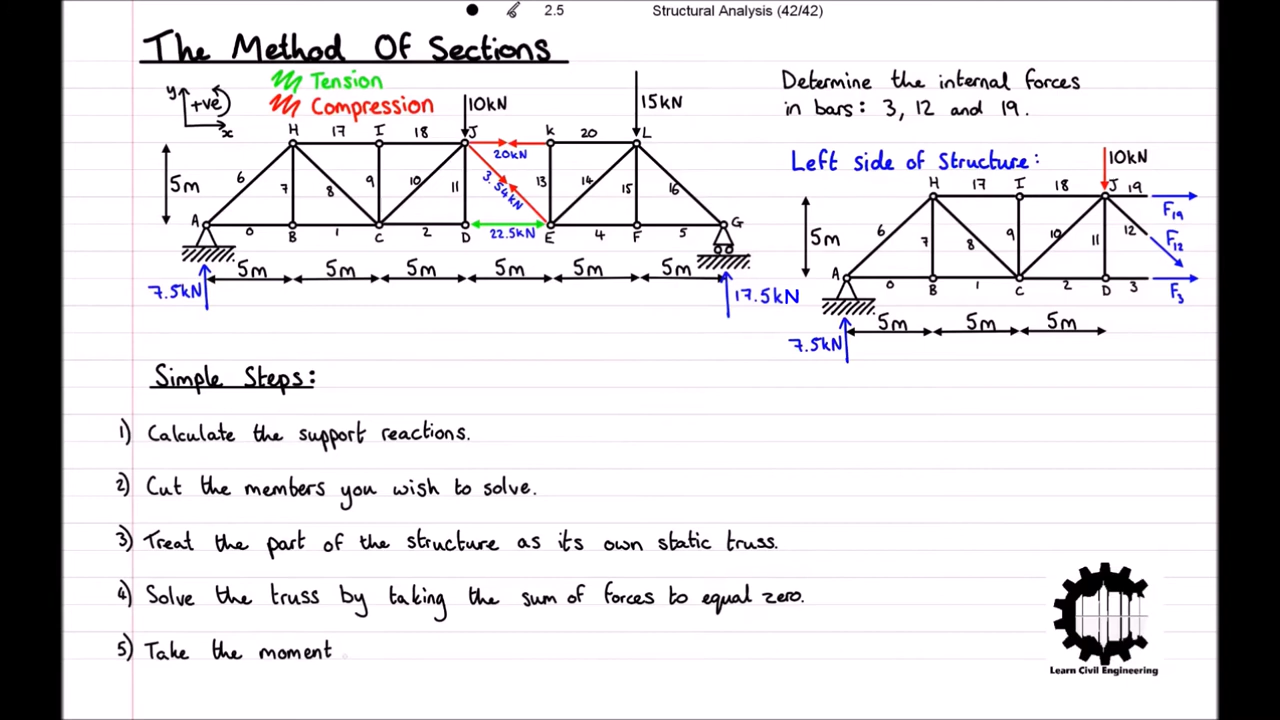 2.5
Structural Analysis (42/42)
The Method Of Sections
Tension
Compression
y
+ve
x
10kN
15kN
H 17 I 18 J K 20 L
20kN
5m
6 7 8 9 10 11 3.54kN 13 14 15 16
A 0 B 1 C 2 D 22.5kN E 4 F 5 G
5m 5m 5m 5m 5m 5m
7.5kN
17.5kN
Determine the internal forces
in bars: 3, 12 and 19.
Left side of Structure:
10kN
H 17 I 18 J 19
F19
5m
6 7 8 9 10 11 12
F12
A 0 B 1 C 2 D 3
F3
5m 5m 5m
7.5kN
Simple Steps:
1) Calculate the support reactions.
2) Cut the members you wish to solve.
3) Treat the part of the structure as its own static truss.
4) Solve the truss by taking the sum of forces to equal zero.
5) Take the moment
Learn Civil Engineering